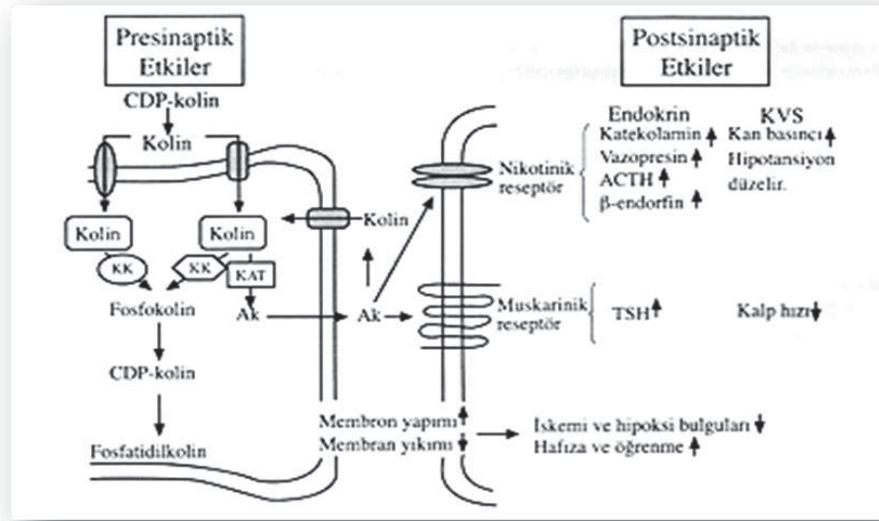 Presinaptik
Etkiler
CDP-kolin
Kolin
Kolin
Kolin
KK
KK
KAT
Fosfokolin
Ak
CDP-kolin
Fosfatidilkolin
Kolin
Ak
Membron yapımı
Membran yıkımı
Postsinaptik
Etkiler
Nikotinik
reseptör
Endokrin
Katekolamin
Vazopresin
ACTH
β-endorfin
KVS
Kan basıncı
Hipotansiyon
düzelir.
Muskarinik
reseptör
TSH
Kalp hızı
İskemi ve hipoksi bulguları
Hafıza ve öğrenme